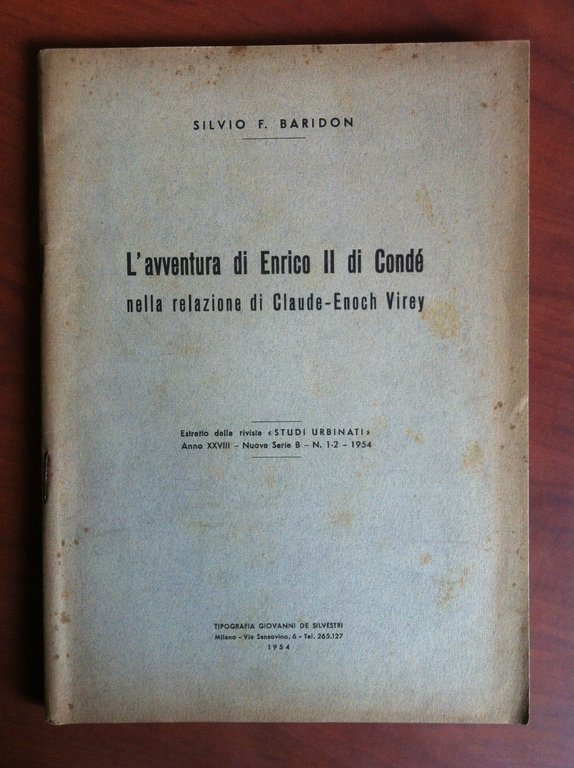 SILVIO F. BARIDON
L'avventura di Enrico II di Condé
nella relazione di Claude-Enoch Virey
Estratto dalla rivista «STUDI URBINATI»
Anno XXVIII - Nuova Serie B - N. 1-2 - 1954
TIPOGRAFIA GIOVANNI DE SILVESTRI
Milano - Via Sansovino, 6 - Tel. 265.127
1954